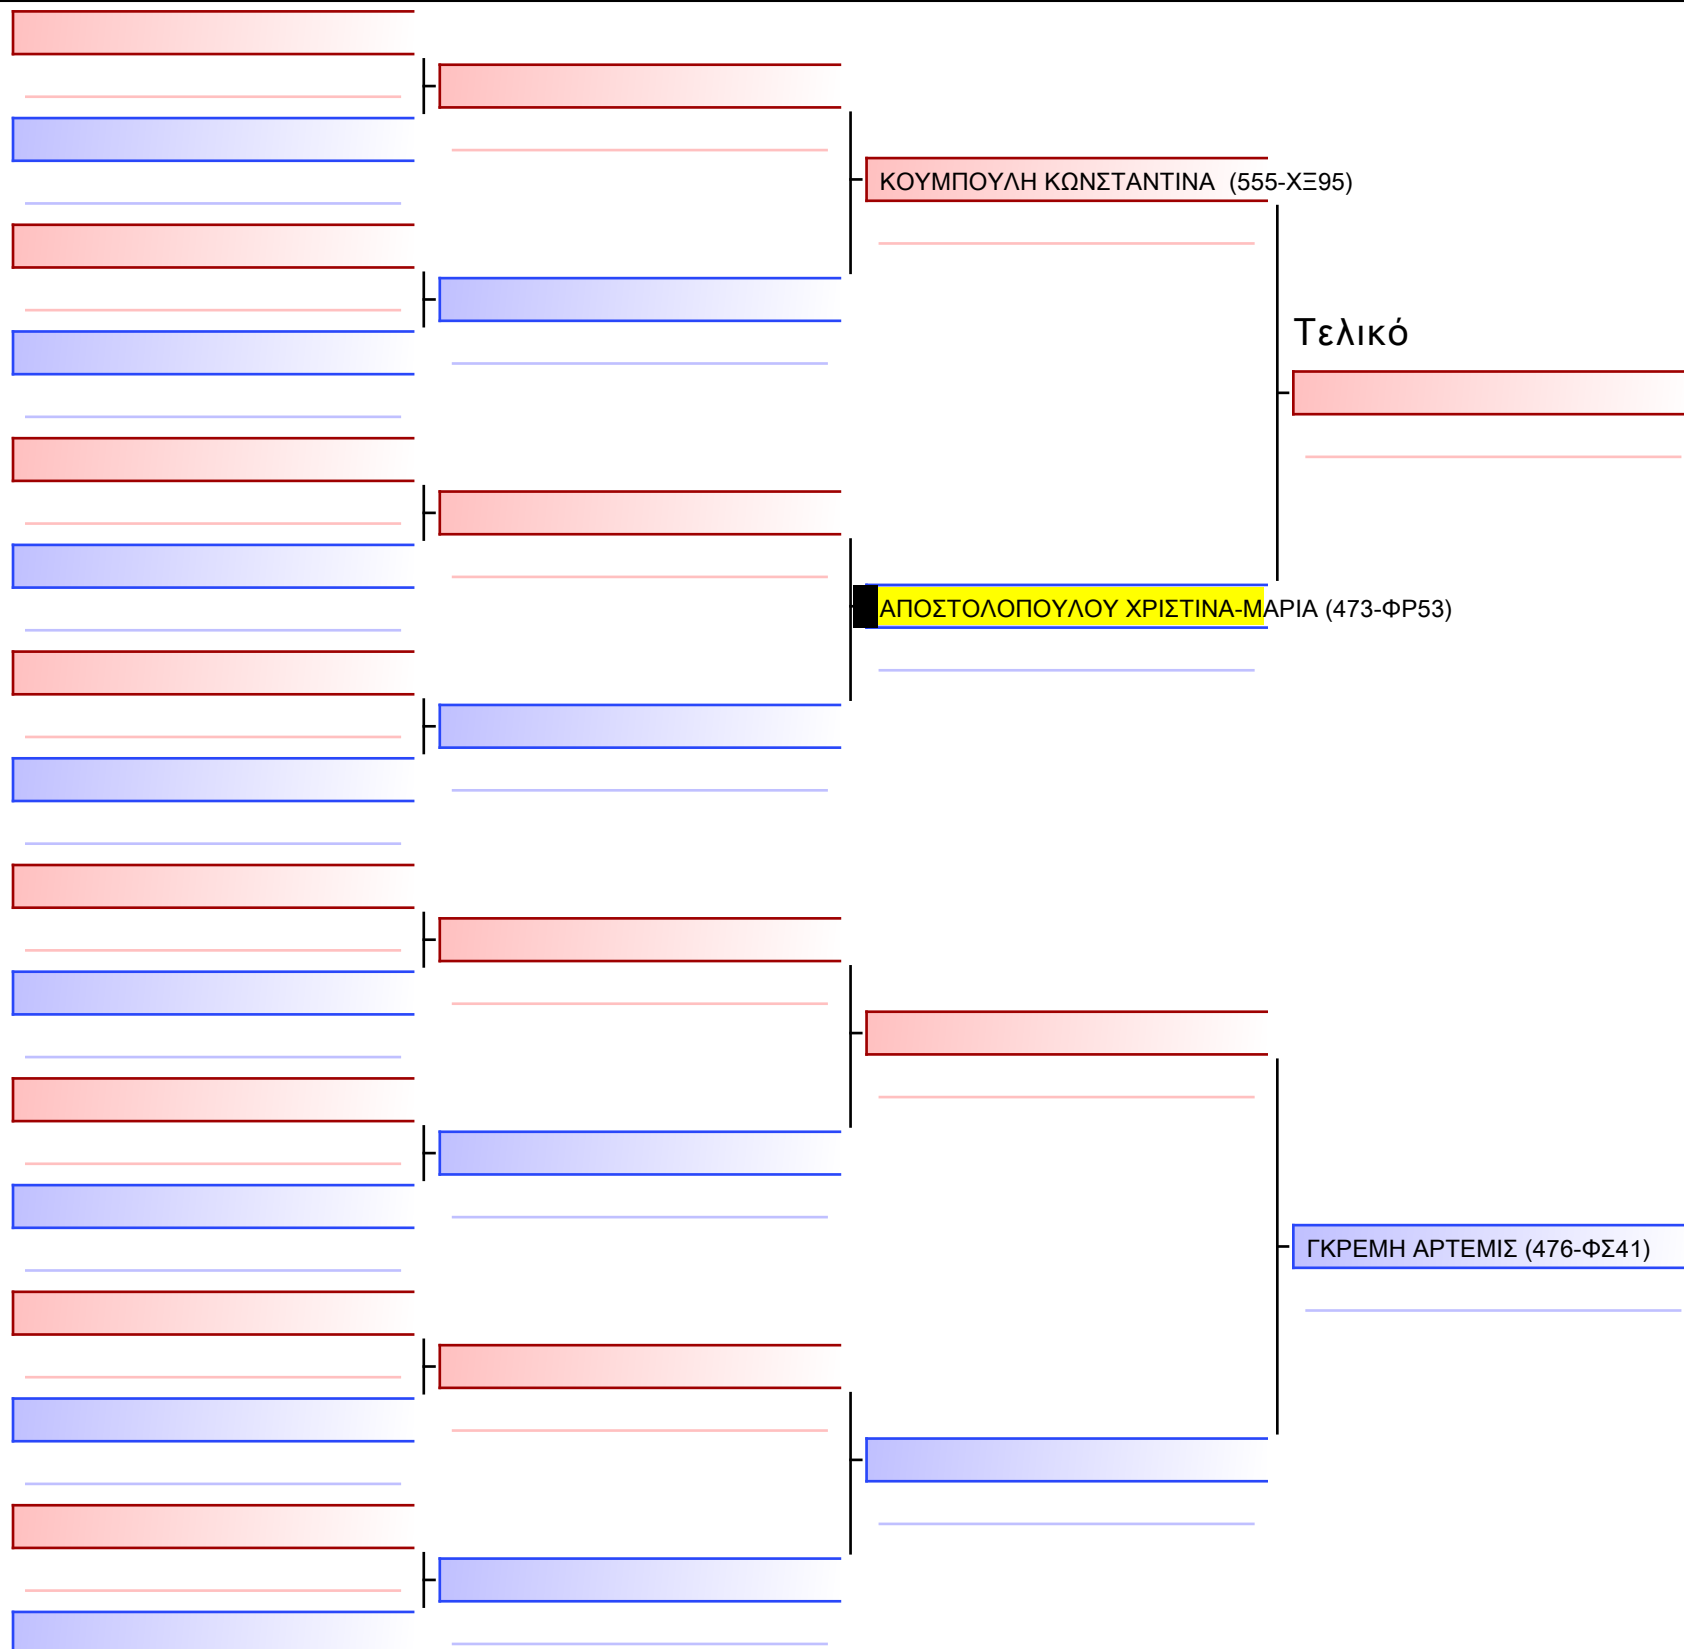 ΚΟΥΜΠΟΥΛΗ ΚΩΝΣΤΑΝΤΙΝΑ  (555-ΧΞ95)
Τελικό
ΑΠΟΣΤΟΛΟΠΟΥΛΟΥ ΧΡΙΣΤΙΝΑ-ΜΑΡΙΑ (473-ΦΡ53)
ΓΚΡΕΜΗ ΑΡΤΕΜΙΣ (476-ΦΣ41)